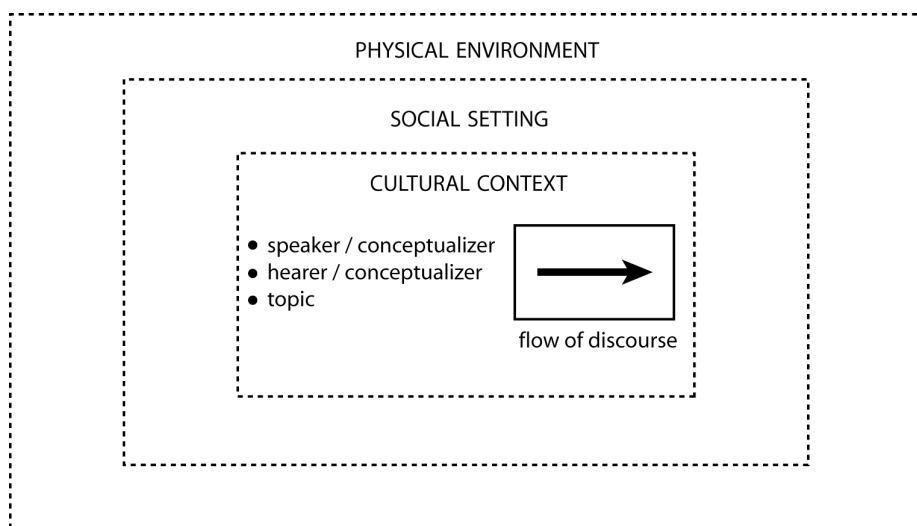 PHYSICAL ENVIRONMENT
SOCIAL SETTING
CULTURAL CONTEXT
● speaker / conceptualizer
● hearer / conceptualizer
● topic
flow of discourse